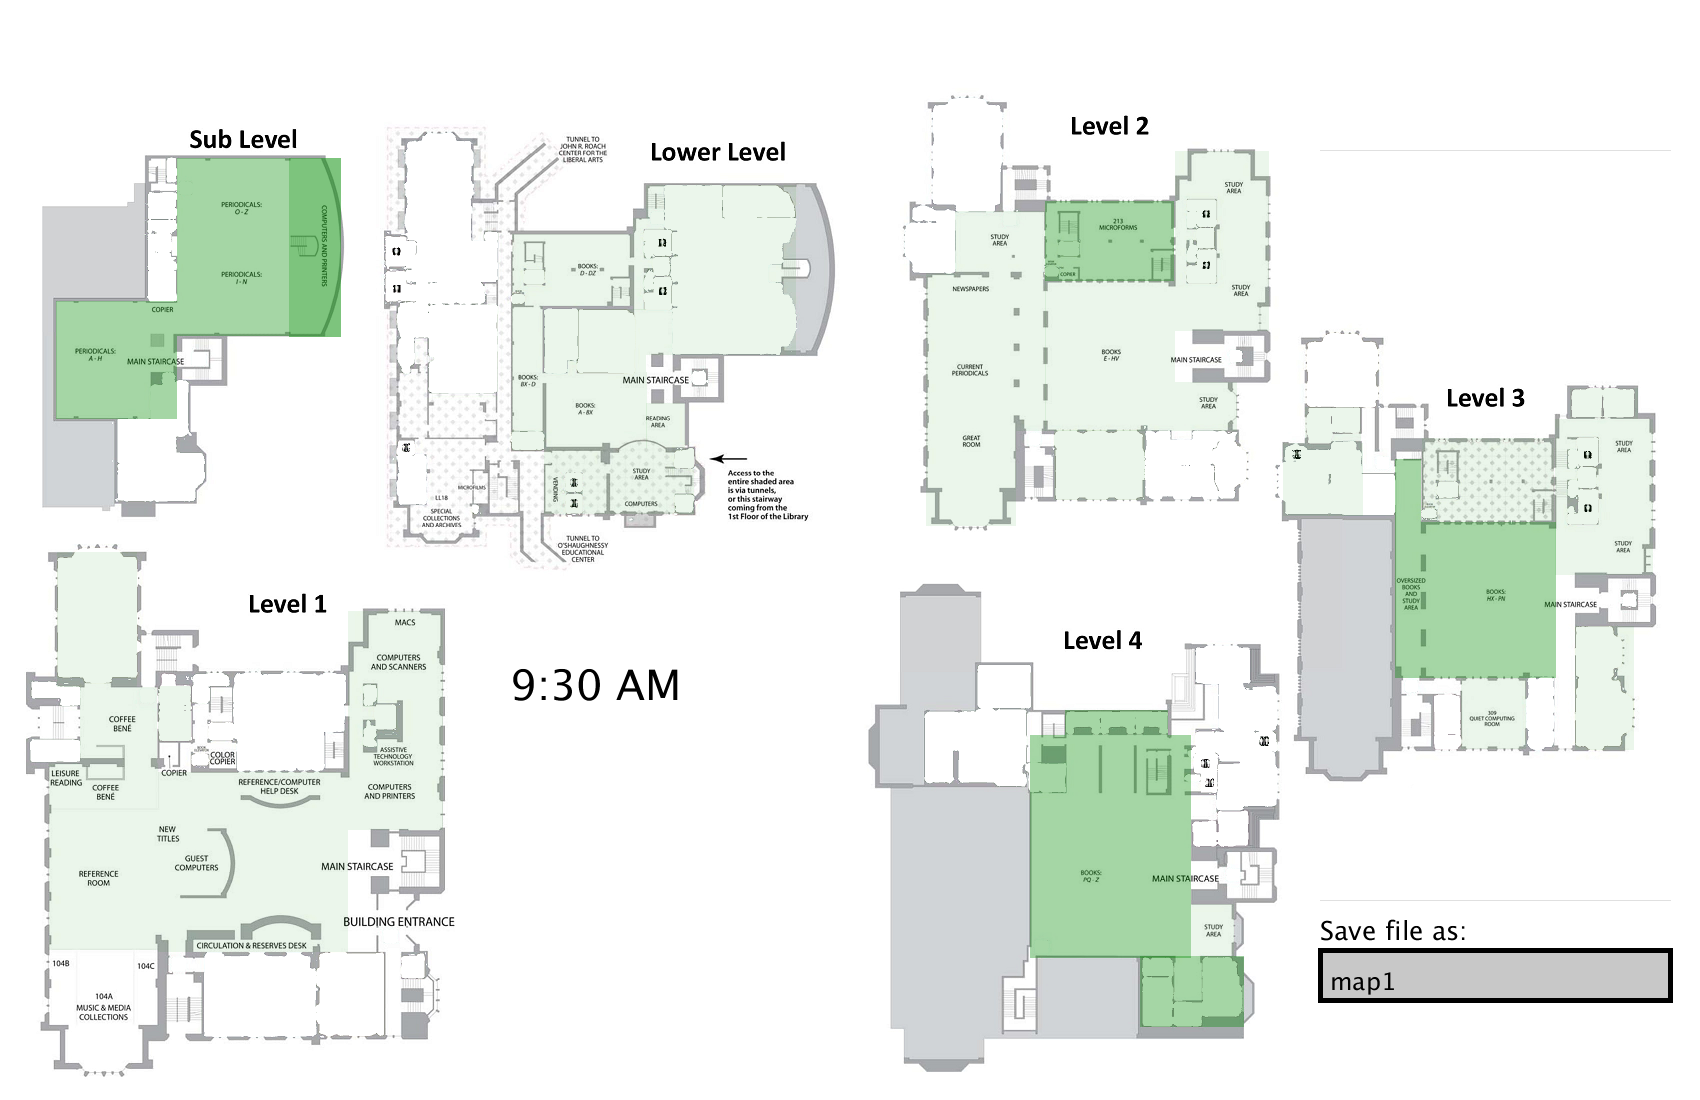 Sub Level
PERIODICALS:
O - Z
COMPUTERS AND PRINTERS
PERIODICALS:
I - N
COPIER
PERIODICALS:
A - H
MAIN STAIRCASE
Lower Level
TUNNEL TO
JOHN R. ROACH
CENTER FOR THE
LIBERAL ARTS
BOOKS:
D - DZ
BOOKS:
BX - D
MAIN STAIRCASE
BOOKS:
A - BX
READING
AREA
STUDY
AREA
VENDING
COMPUTERS
MICROFILMS
LL18
SPECIAL
COLLECTIONS
AND ARCHIVES
Access to the
entire shaded area
is via tunnels,
or this stairway
coming from the
1st Floor of the Library
TUNNEL TO
O'SHAUGHNESSY
EDUCATIONAL
CENTER
Level 2
STUDY
AREA
213
MICROFORMS
STUDY
AREA
COPIER
NEWSPAPERS
STUDY
AREA
BOOKS
E - HV
MAIN STAIRCASE
CURRENT
PERIODICALS
STUDY
AREA
GREAT
ROOM
Level 3
STUDY
AREA
STUDY
AREA
OVERSIZED
BOOKS
AND
STUDY
AREA
BOOKS:
HX - PN
MAIN STAIRCASE
309
QUIET COMPUTING
ROOM
Level 1
MACS
COMPUTERS
AND SCANNERS
COFFEE
BENÉ
ASSISTIVE
TECHNOLOGY
WORKSTATION
BOOK
ELEVATOR
COLOR
COPIER
COPIER
LEISURE
READING
COFFEE
BENÉ
REFERENCE/COMPUTER
HELP DESK
COMPUTERS
AND PRINTERS
NEW
TITLES
GUEST
COMPUTERS
MAIN STAIRCASE
REFERENCE
ROOM
BUILDING ENTRANCE
CIRCULATION & RESERVES DESK
104B
104C
104A
MUSIC & MEDIA
COLLECTIONS
9:30 AM
Level 4
BOOKS:
PQ - Z
MAIN STAIRCASE
STUDY
AREA
Save file as:
map1